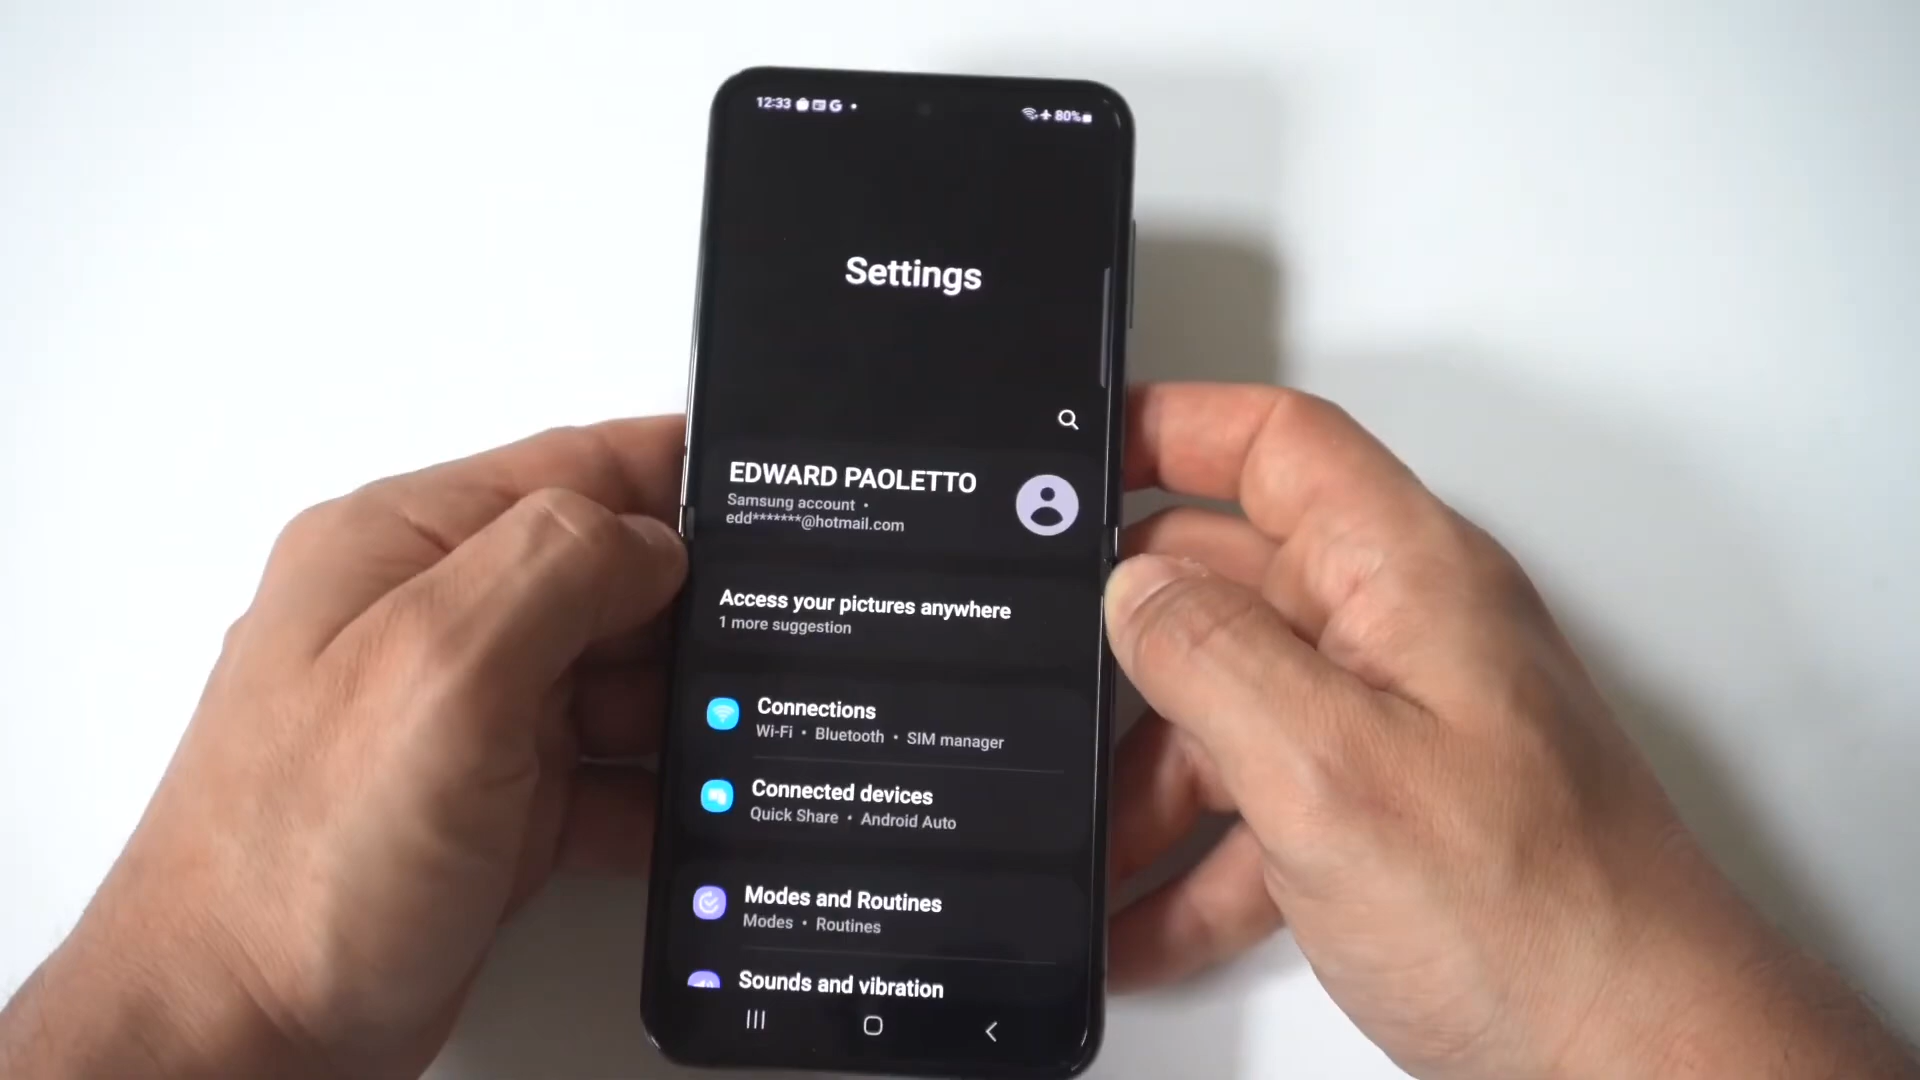 12:33 G
80%
Settings
EDWARD PAOLETTO
Samsung account •
edd*******@hotmail.com
Access your pictures anywhere
1 more suggestion
Connections
Wi-Fi • Bluetooth • SIM manager
Connected devices
Quick Share • Android Auto
Modes and Routines
Modes • Routines
Sounds and vibration